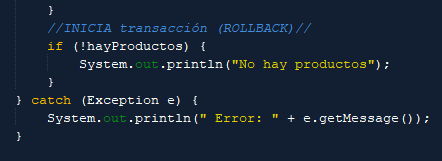 }
//INICIA transacción (ROLLBACK)//
if (!hayProductos) {
System.out.println("No hay productos");
}
} catch (Exception e) {
System.out.println(" Error: " + e.getMessage());
}